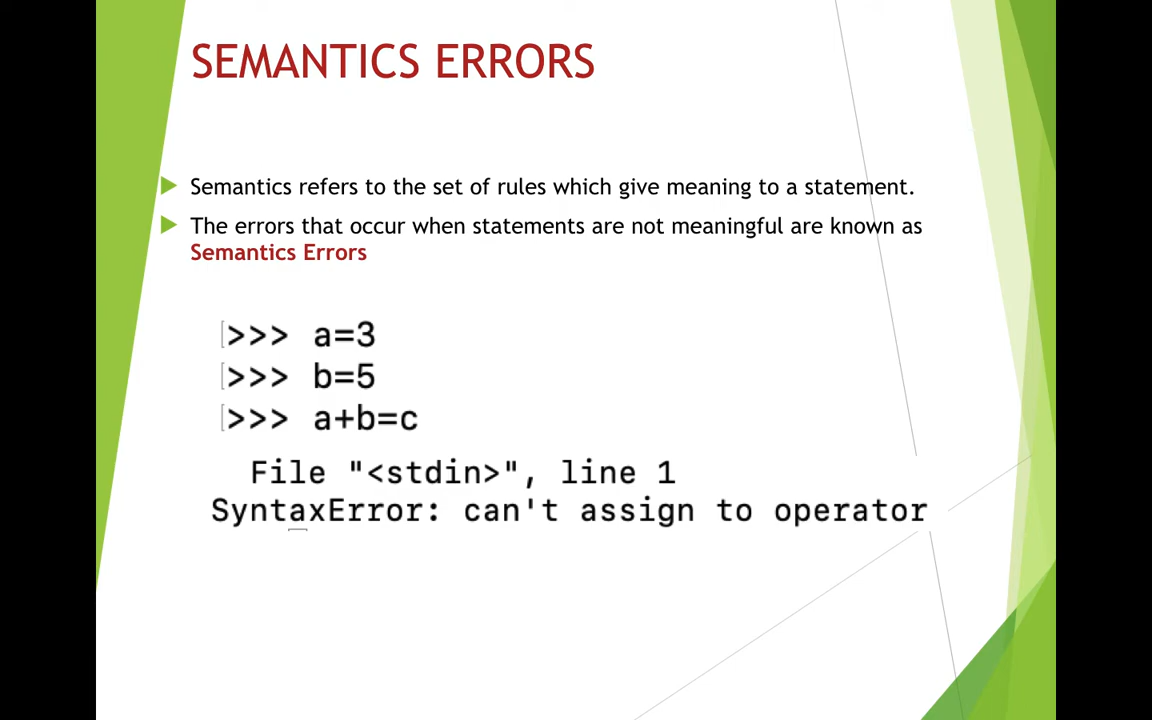 SEMANTICS ERRORS
Semantics refers to the set of rules which give meaning to a statement.
The errors that occur when statements are not meaningful are known as
Semantics Errors
>>> a=3
>>> b=5
>>> a+b=c
File "<stdin>", line 1
SyntaxError: can't assign to operator